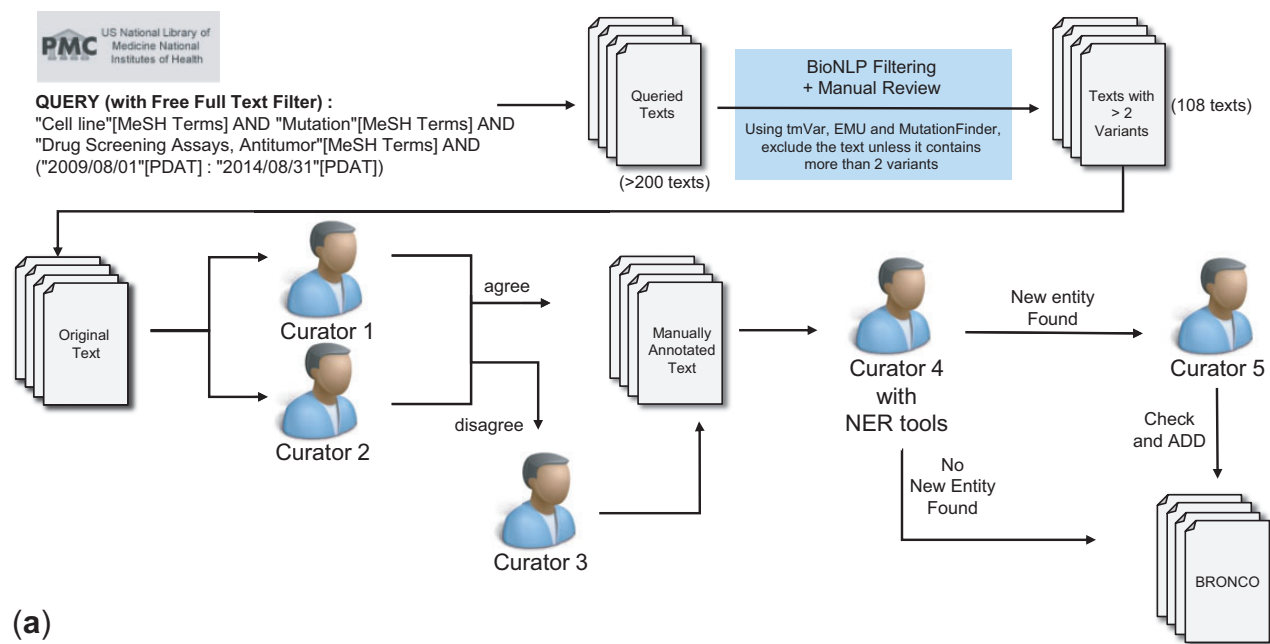 PMC
US National Library of
Medicine National
Institutes of Health
QUERY (with Free Full Text Filter) :
"Cell line"[MeSH Terms] AND "Mutation"[MeSH Terms] AND
"Drug Screening Assays, Antitumor"[MeSH Terms] AND
("2009/08/01"[PDAT] : "2014/08/31"[PDAT])
Queried
Texts
(>200 texts)
BioNLP Filtering
+ Manual Review
Using tmVar, EMU and MutationFinder,
exclude the text unless it contains
more than 2 variants
Texts with
> 2
Variants
(108 texts)
Original
Text
Curator 1
Curator 2
agree
disagree
Curator 3
Manually
Annotated
Text
Curator 4
with
NER tools
New entity
Found
Curator 5
Check
and ADD
No
New Entity
Found
BRONCO
(a)